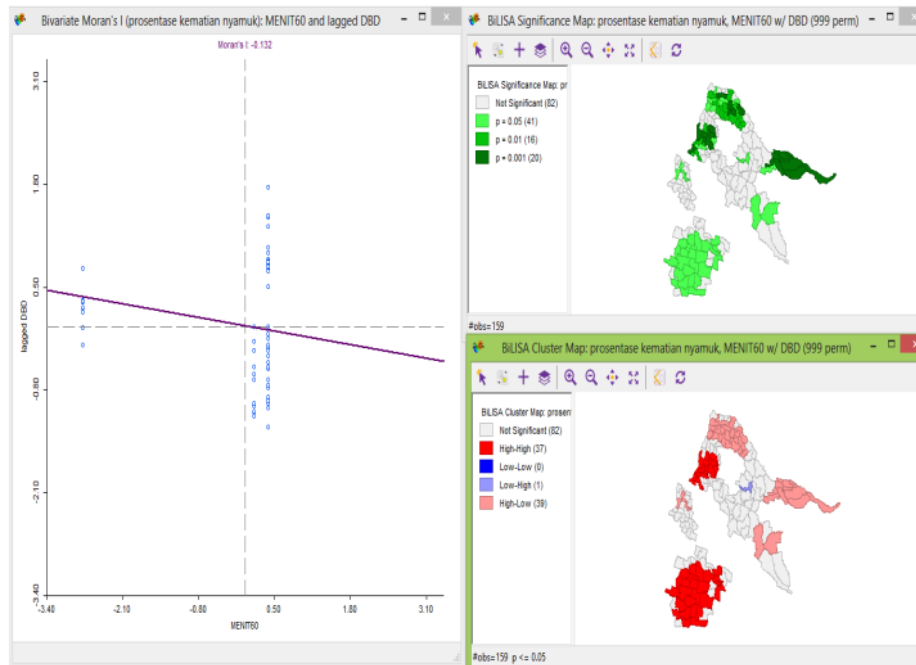 Bivariate Moran's I (prosentase kematian nyamuk): MENIT60 and lagged DBD
Moran's I: -0.132
3.10
1.80
0.50
-0.80
-2.10
-3.40
lagged DBD
-3.40 -2.10 -0.80 0.50 1.80 3.10
MENIT60
BiLISA Significance Map: prosentase kematian nyamuk, MENIT60 w/ DBD (999 perm)
BiLISA Significance Map: pr
Not Significant (82)
p = 0.05 (41)
p = 0.01 (16)
p = 0.001 (20)
#obs=159
BiLISA Cluster Map: prosentase kematian nyamuk, MENIT60 w/ DBD (999 perm)
BiLISA Cluster Map: prosent
Not Significant (82)
High-High (37)
Low-Low (0)
Low-High (1)
High-Low (39)
#obs=159 p <= 0.05